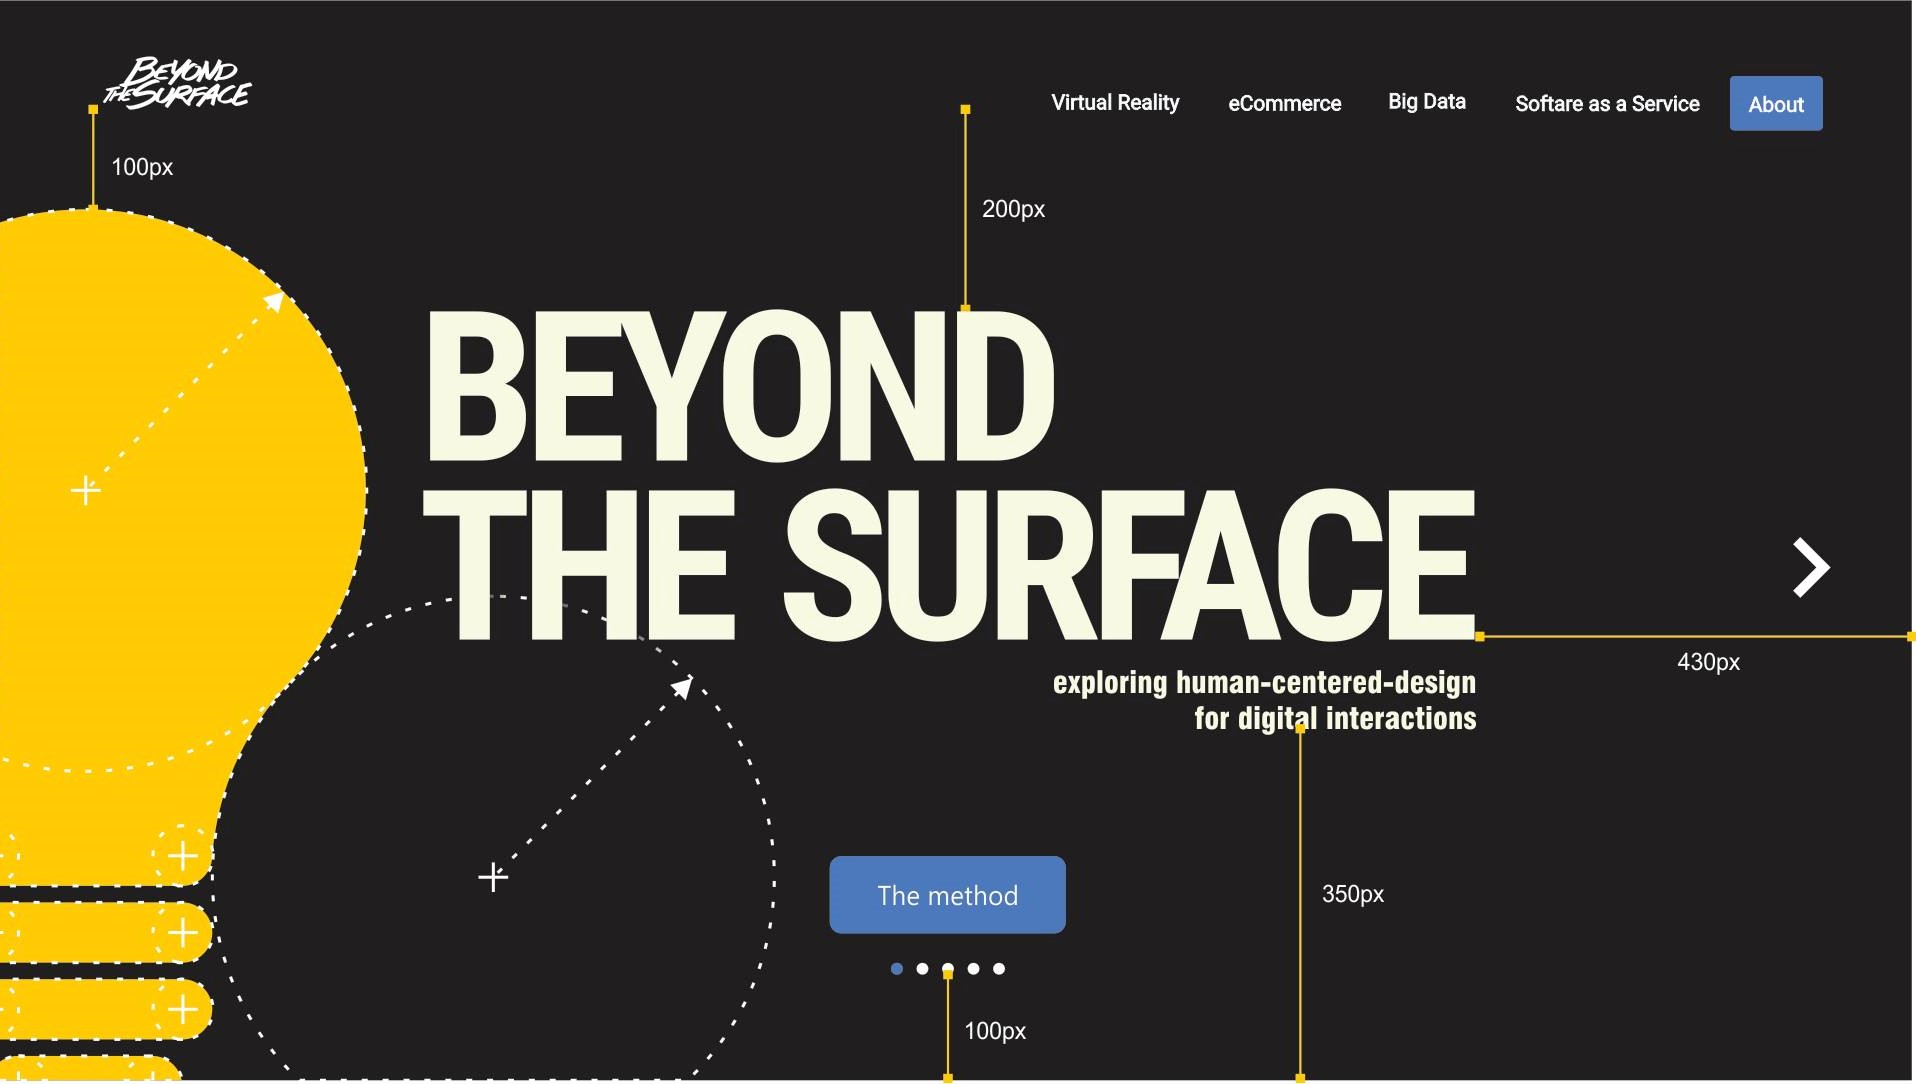 BEYOND
THE SURFACE
Virtual Reality
eCommerce
Big Data
Softare as a Service
About
100px
200px
BEYOND
THE SURFACE
430px
exploring human-centered-design
for digital interactions
The method
350px
100px